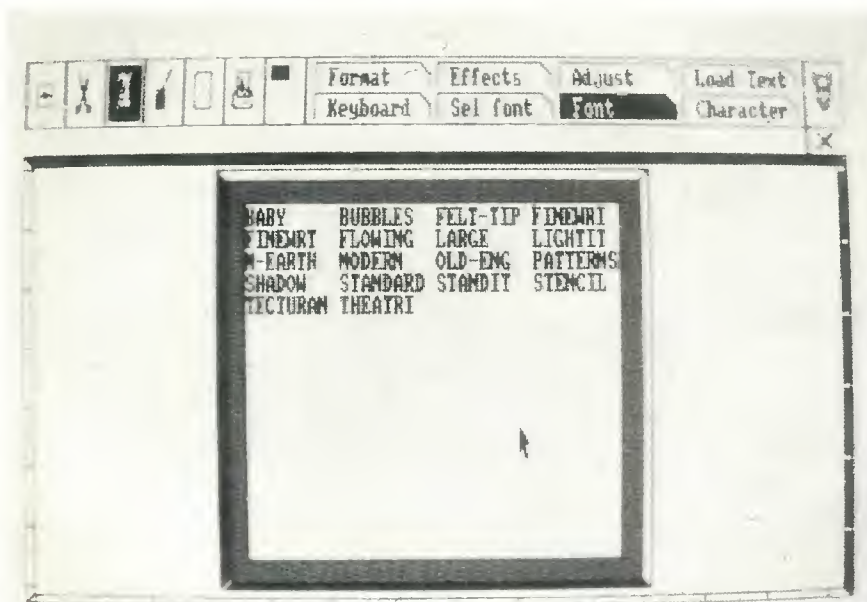 Format Effects Adjust Load Text
Keyboard Sel font Font Character
BABY BUBBLES FELT-TIP FINEWRI
FINEWRT FLOWING LARGE LIGHTIT
M-EARTH MODERN OLD-ENG PATTERNS
SHADOW STANDARD STANDIT STENCIL
TECTURAN THEATRI